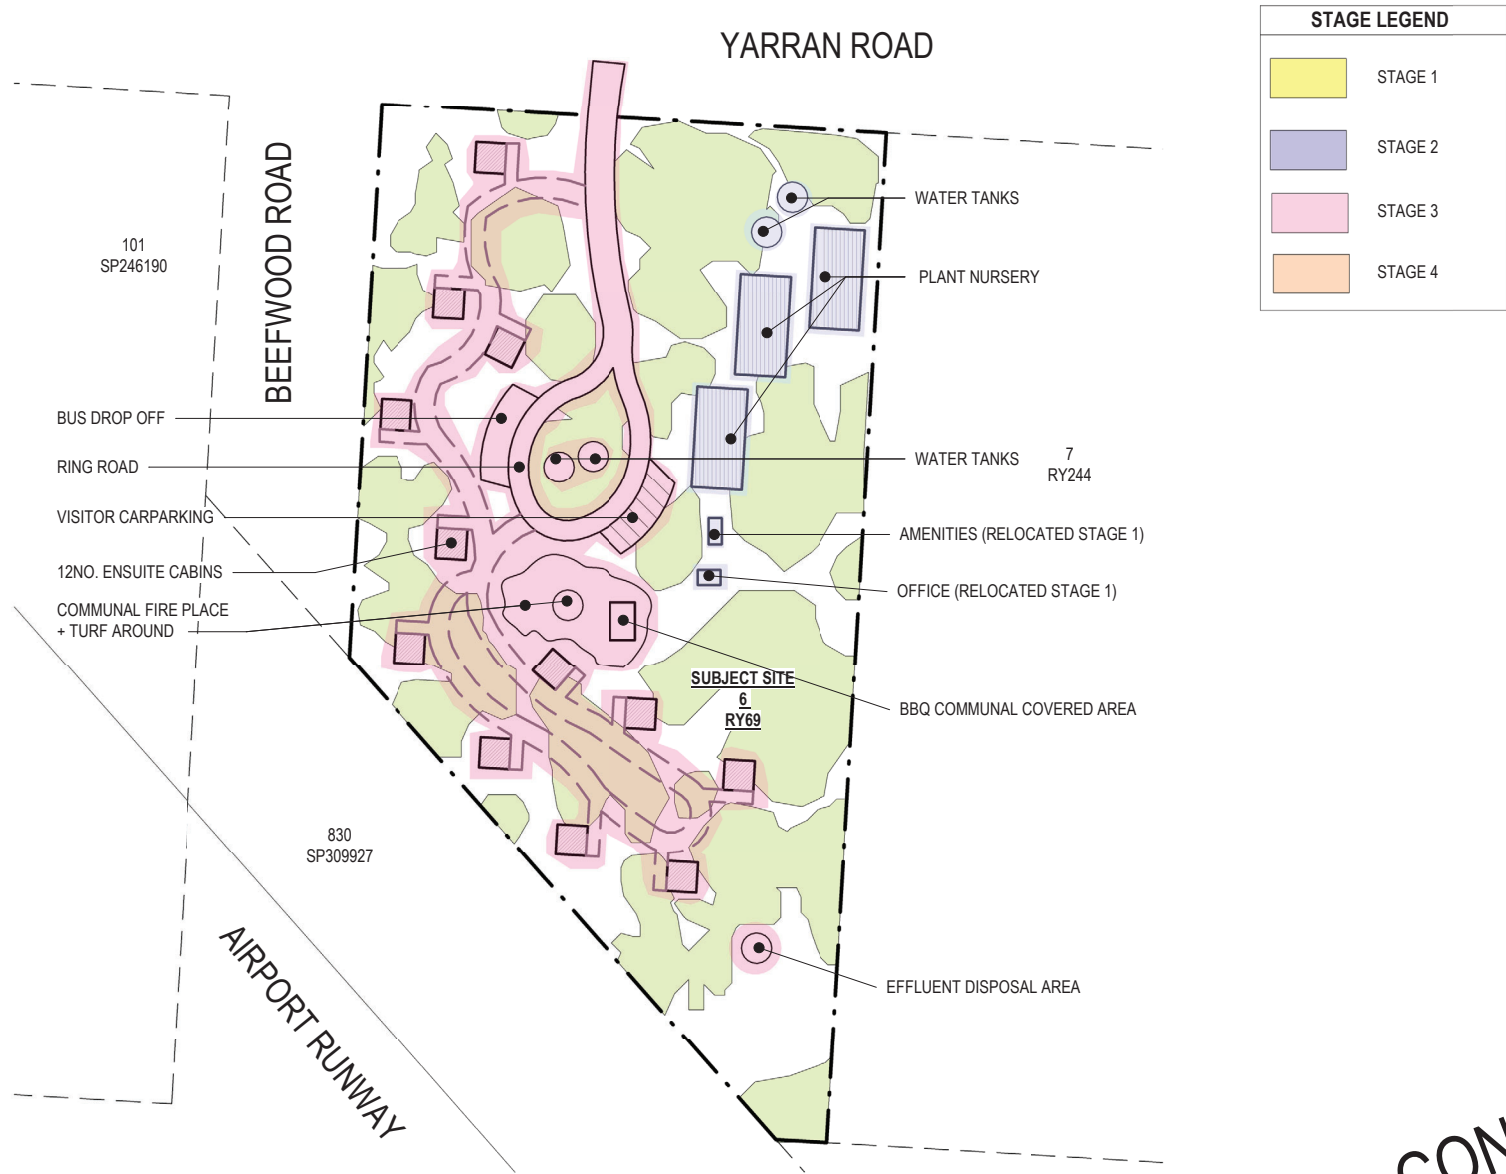 YARRAN ROAD
STAGE LEGEND
STAGE 1
STAGE 2
STAGE 3
STAGE 4
BEEFWOOD ROAD
101
SP246190
WATER TANKS
PLANT NURSERY
BUS DROP OFF
RING ROAD
VISITOR CARPARKING
12NO. ENSUITE CABINS
COMMUNAL FIRE PLACE
+ TURF AROUND
WATER TANKS
7
RY244
AMENITIES (RELOCATED STAGE 1)
OFFICE (RELOCATED STAGE 1)
SUBJECT SITE
6
RY69
BBQ COMMUNAL COVERED AREA
830
SP309927
EFFLUENT DISPOSAL AREA
AIRPORT RUNWAY